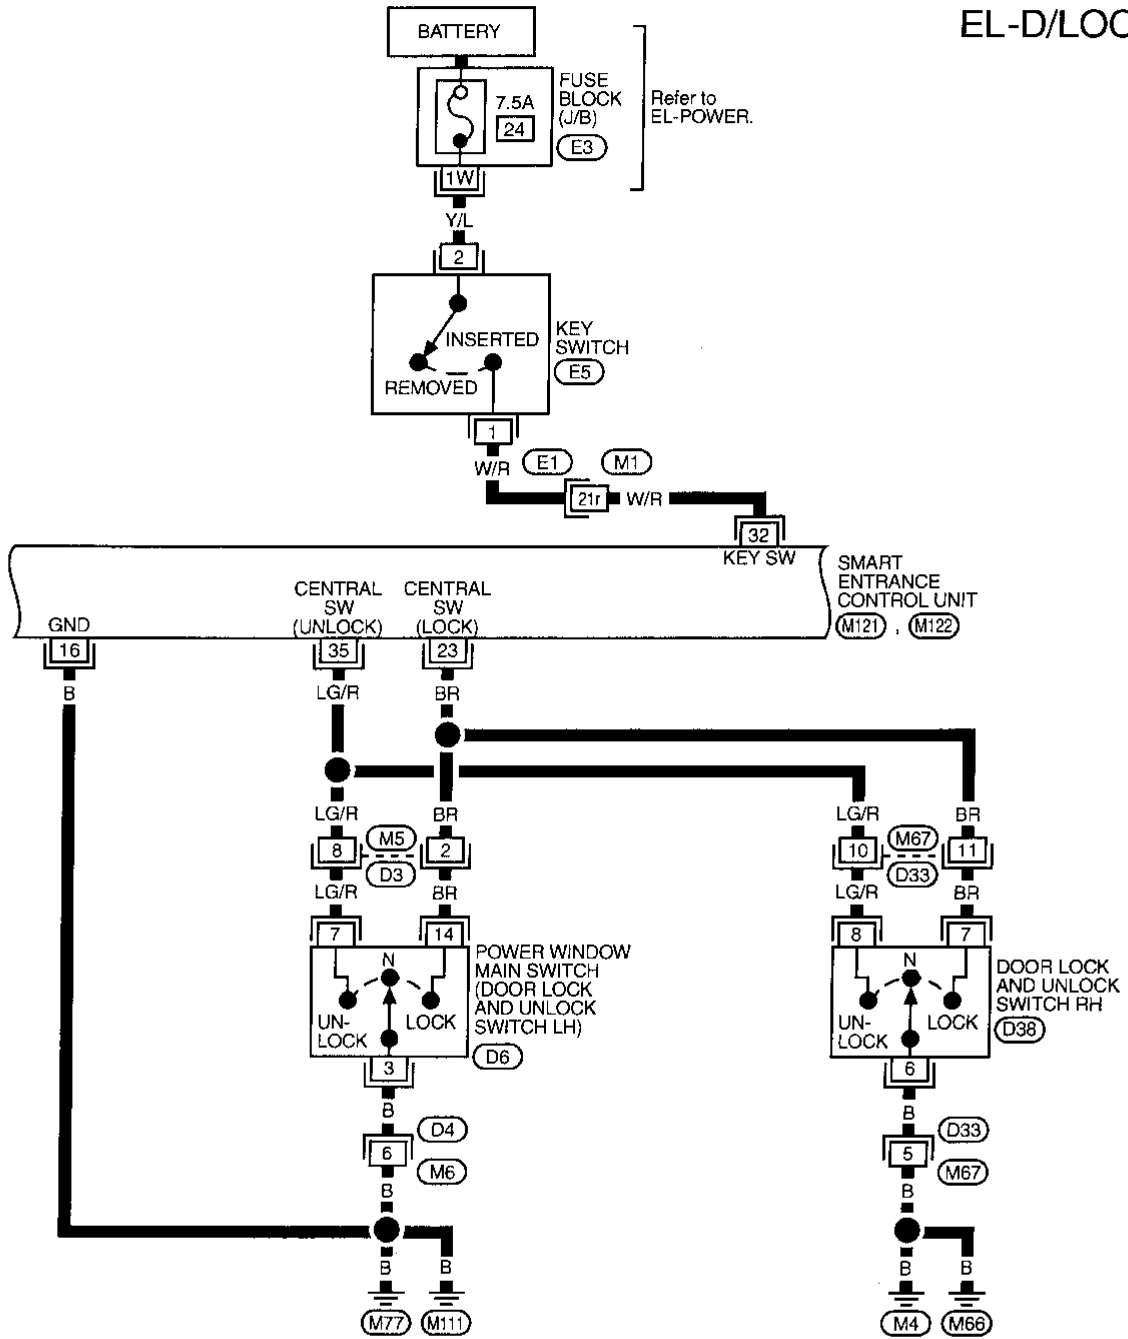 EL-D/LOC
BATTERY
7.5A
24
FUSE
BLOCK
(J/B)
E3
Refer to
EL-POWER.
1W
Y/L
2
INSERTED
REMOVED
KEY
SWITCH
E5
1
W/R
E1
M1
21r
W/R
32
KEY SW
SMART
ENTRANCE
CONTROL UNIT
M121 , M122
GND
CENTRAL
SW
(UNLOCK)
CENTRAL
SW
(LOCK)
16
35
23
B
LG/R
BR
LG/R
BR
LG/R
BR
8
M5
2
10
M67
11
D3
D33
LG/R
BR
LG/R
BR
7
14
8
7
N
UN-
LOCK
LOCK
POWER WINDOW
MAIN SWITCH
(DOOR LOCK
AND UNLOCK
SWITCH LH)
D6
N
UN-
LOCK
LOCK
DOOR LOCK
AND UNLOCK
SWITCH RH
D38
3
6
B
B
D4
D33
6
5
M6
M67
B
B
B
B
B
B
M77
M111
M4
M66